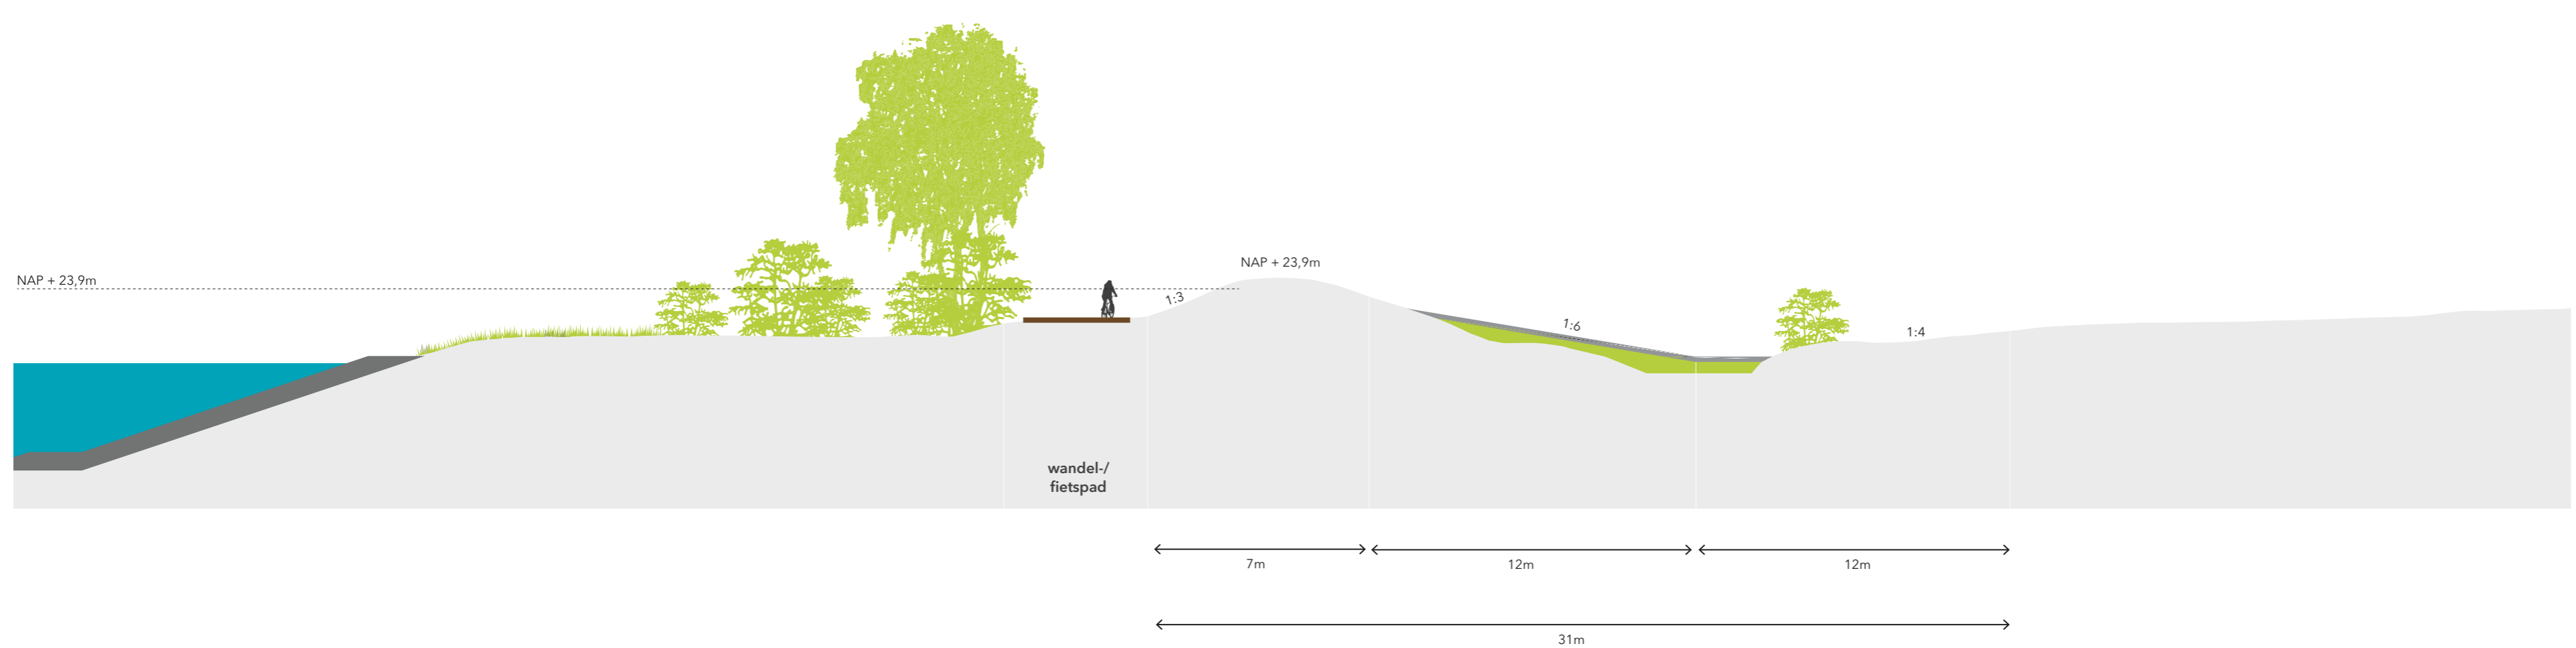 NAP + 23,9m
NAP + 23,9m
1:3
1:6
1:4
wandel-/
fietspad
7m
12m
12m
31m